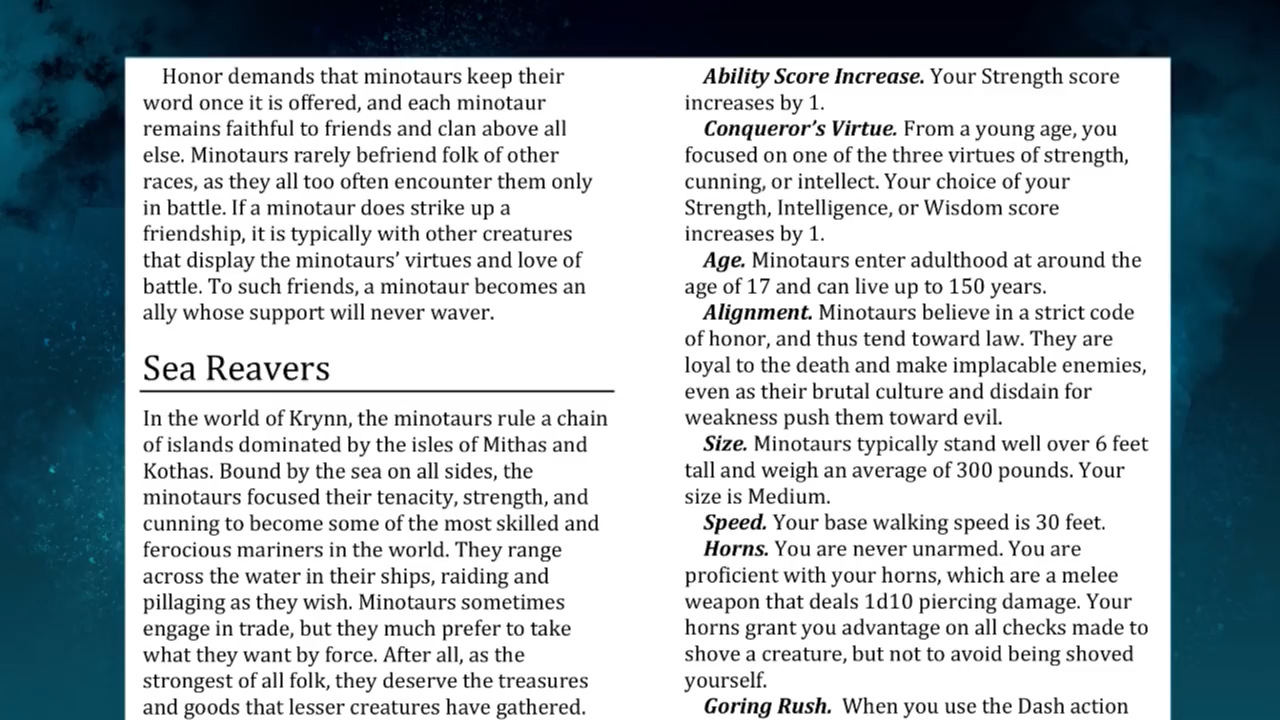 Honor demands that minotaurs keep their
word once it is offered, and each minotaur
remains faithful to friends and clan above all
else. Minotaurs rarely befriend folk of other
races, as they all too often encounter them only
in battle. If a minotaur does strike up a
friendship, it is typically with other creatures
that display the minotaurs’ virtues and love of
battle. To such friends, a minotaur becomes an
ally whose support will never waver.
Sea Reavers
In the world of Krynn, the minotaurs rule a chain
of islands dominated by the isles of Mithas and
Kothas. Bound by the sea on all sides, the
minotaurs focused their tenacity, strength, and
cunning to become some of the most skilled and
ferocious mariners in the world. They range
across the water in their ships, raiding and
pillaging as they wish. Minotaurs sometimes
engage in trade, but they much prefer to take
what they want by force. After all, as the
strongest of all folk, they deserve the treasures
and goods that lesser creatures have gathered.
Ability Score Increase. Your Strength score
increases by 1.
Conqueror’s Virtue. From a young age, you
focused on one of the three virtues of strength,
cunning, or intellect. Your choice of your
Strength, Intelligence, or Wisdom score
increases by 1.
Age. Minotaurs enter adulthood at around the
age of 17 and can live up to 150 years.
Alignment. Minotaurs believe in a strict code
of honor, and thus tend toward law. They are
loyal to the death and make implacable enemies,
even as their brutal culture and disdain for
weakness push them toward evil.
Size. Minotaurs typically stand well over 6 feet
tall and weigh an average of 300 pounds. Your
size is Medium.
Speed. Your base walking speed is 30 feet.
Horns. You are never unarmed. You are
proficient with your horns, which are a melee
weapon that deals 1d10 piercing damage. Your
horns grant you advantage on all checks made to
shove a creature, but not to avoid being shoved
yourself.
Goring Rush. When you use the Dash action